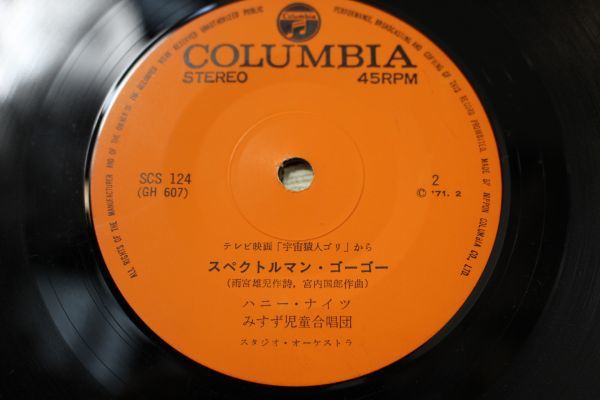 PERFORMANCE, BROADCASTING AND COPYING OF THIS RECORD PROHIBITED. MADE BY NIPPON COLUMBIA CO., LTD.
ALL RIGHTS OF THE MANUFACTURER AND OF THE OWNER OF THE RECORDED WORK RESERVED UNAUTHORIZED PUBLIC
Columbia
COLUMBIA
STEREO 45RPM
SCS 124 2
(GH 607) ℗ '71. 2
テレビ映画「宇宙猿人ゴリ」から
スペクトルマン・ゴーゴー
(雨宮雄児作詩, 宮内国郎作曲)
ハニー・ナイツ
みすず児童合唱団
スタジオ・オーケストラ